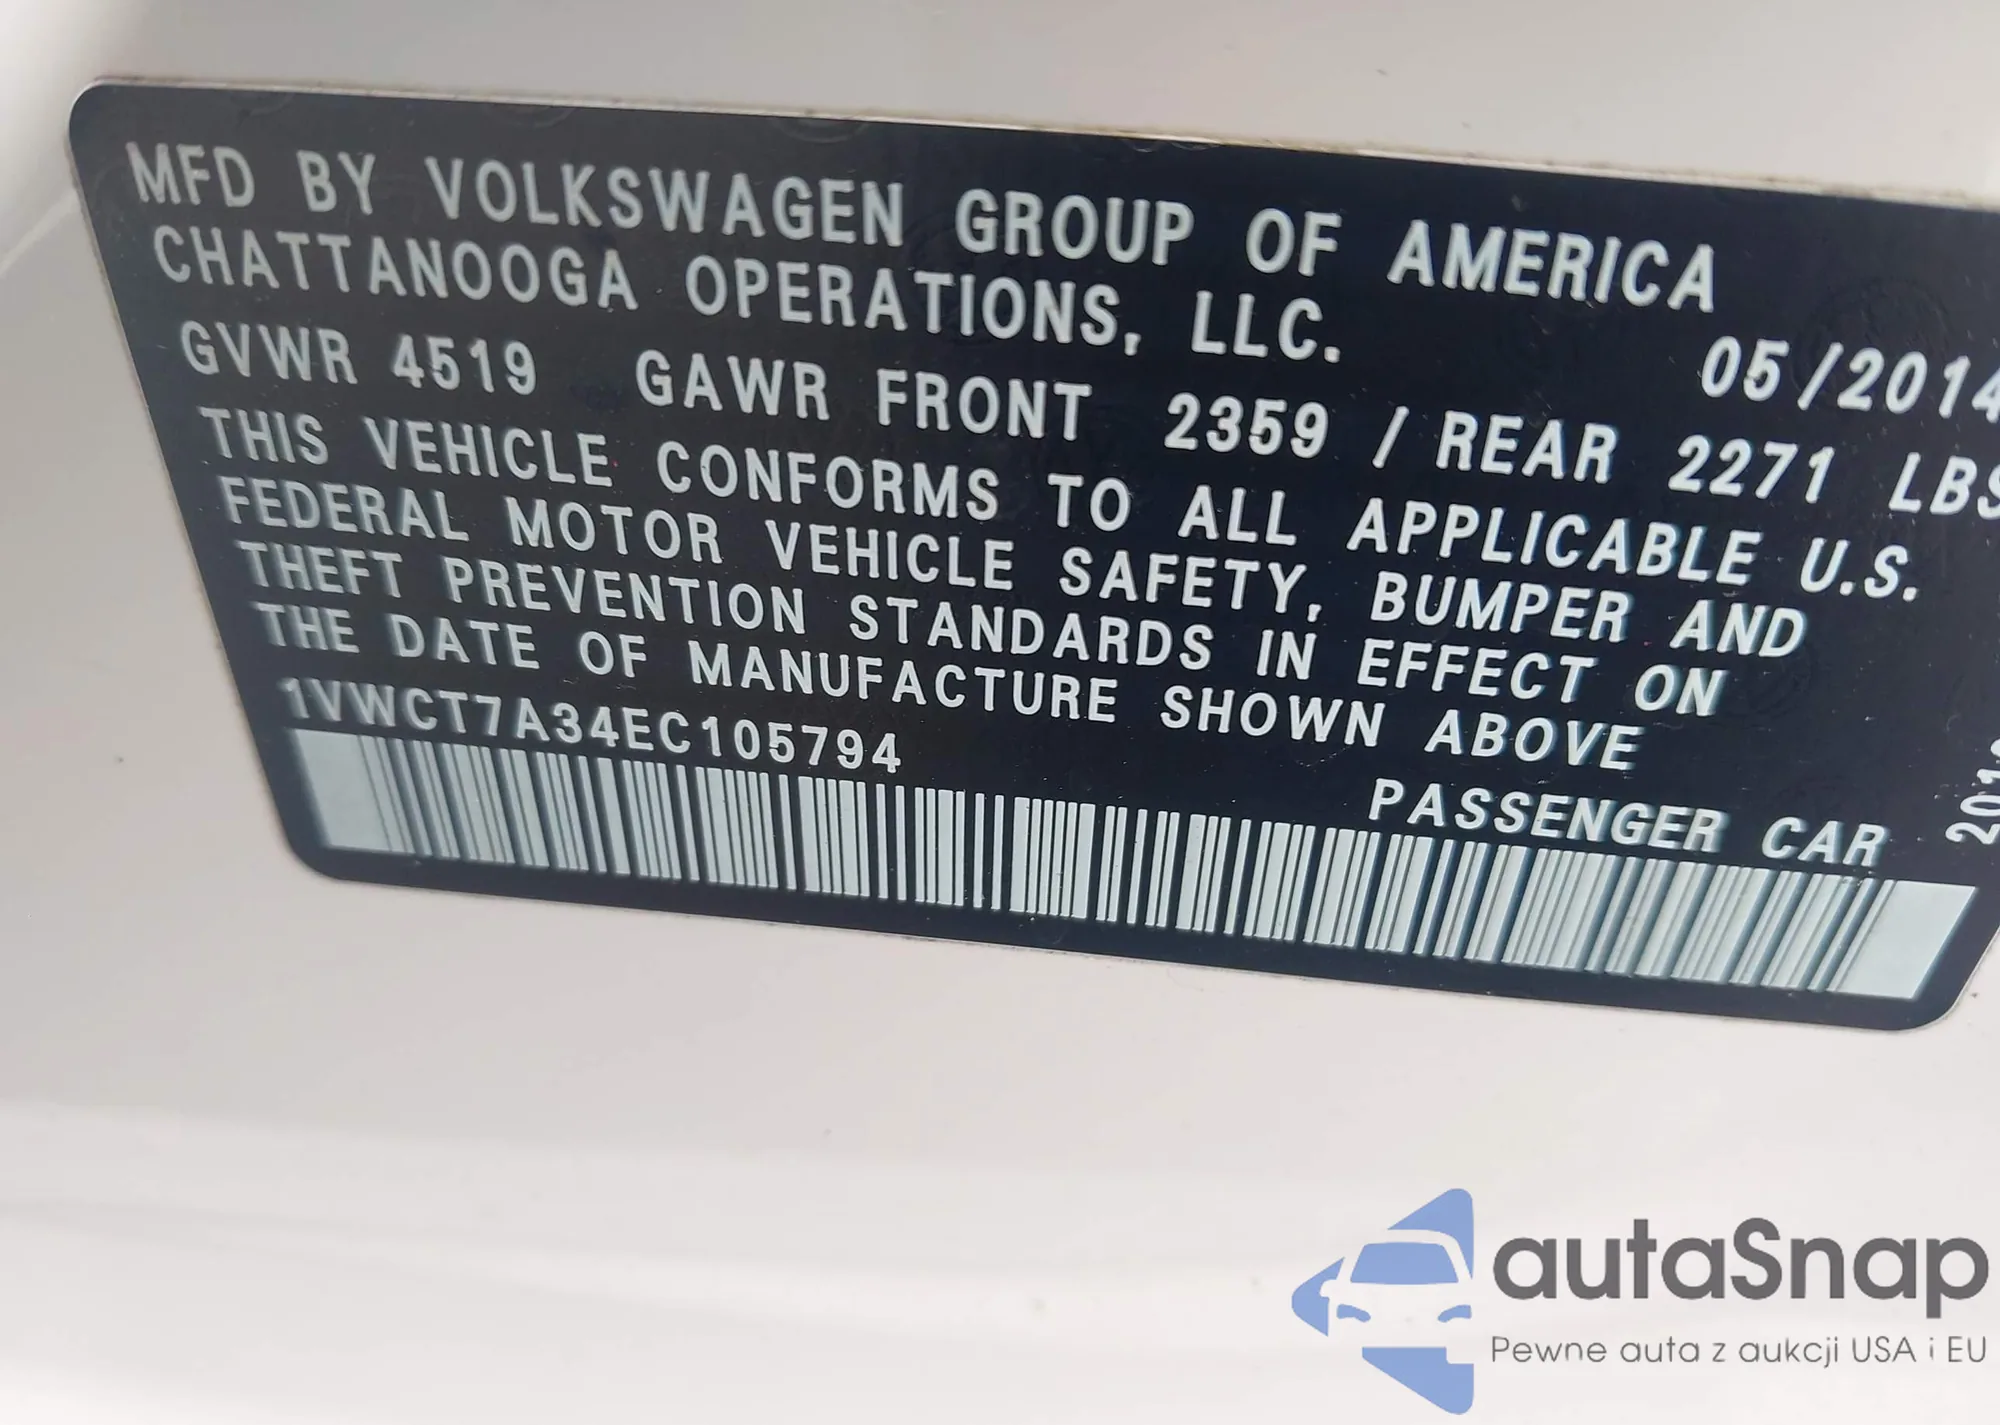 MFD BY VOLKSWAGEN GROUP OF AMERICA
CHATTANOOGA OPERATIONS, LLC.
05/2014
GVWR 4519 GAWR FRONT 2359 / REAR 2271 LBS
THIS VEHICLE CONFORMS TO ALL APPLICABLE U.S.
FEDERAL MOTOR VEHICLE SAFETY, BUMPER AND
THEFT PREVENTION STANDARDS IN EFFECT ON
THE DATE OF MANUFACTURE SHOWN ABOVE
1VWCT7A34EC105794
PASSENGER CAR
autaSnap
Pewne auta z aukcji USA i EU